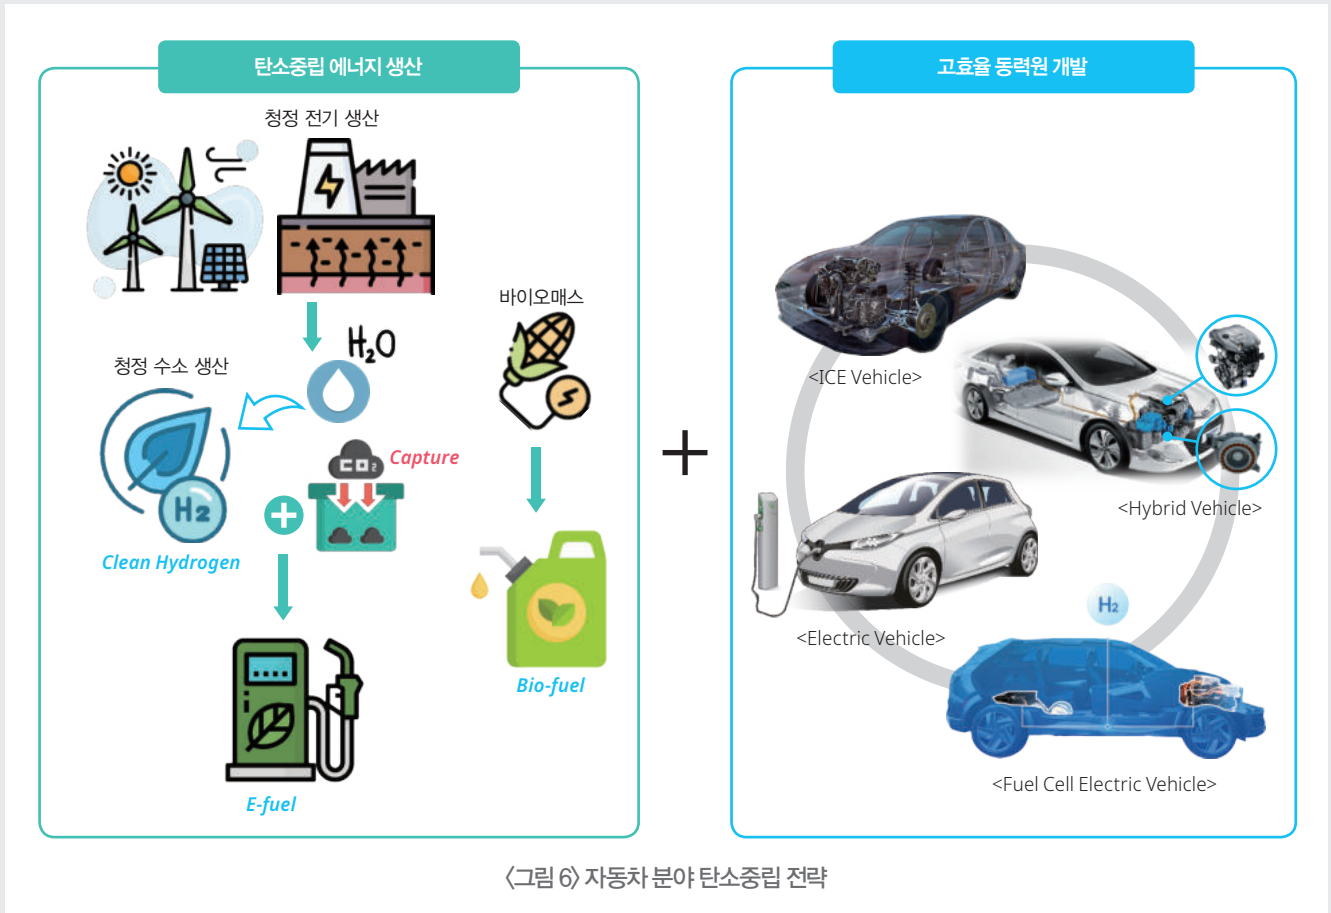 탄소중립 에너지 생산
청정 전기 생산
H₂O
바이오매스
청정 수소 생산
H₂
Clean Hydrogen
CO₂
Capture
E-fuel
Bio-fuel
+
고효율 동력원 개발
<ICE Vehicle>
<Hybrid Vehicle>
<Electric Vehicle>
H₂
<Fuel Cell Electric Vehicle>
〈그림 6〉 자동차 분야 탄소중립 전략